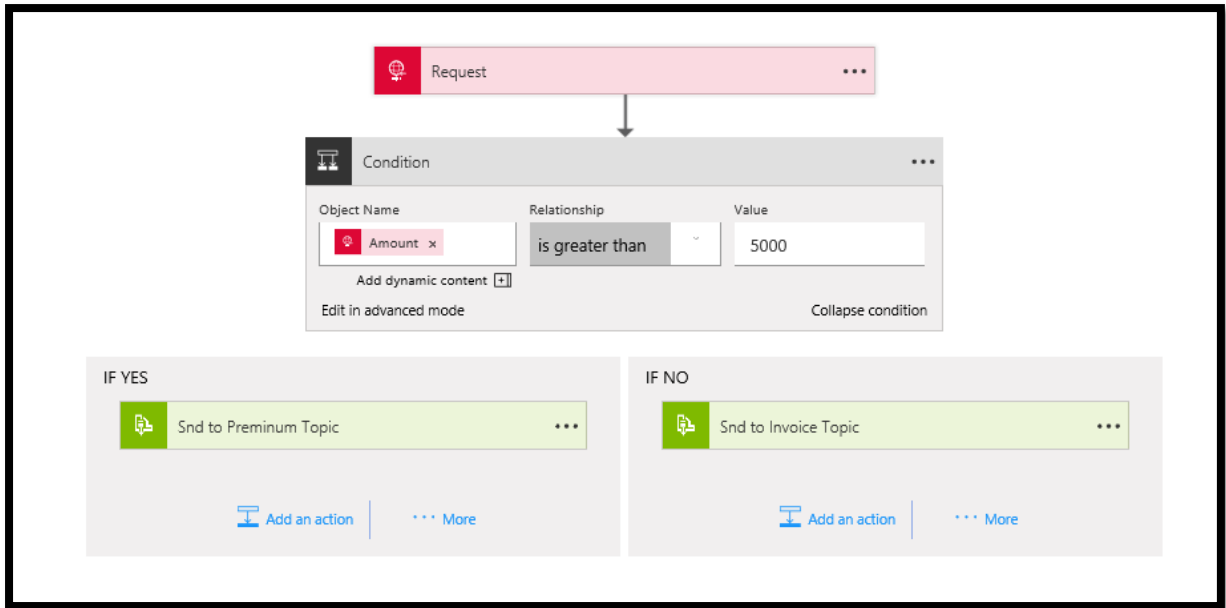 Request
Condition
Object Name Relationship Value
Amount × is greater than 5000
Add dynamic content
Edit in advanced mode Collapse condition
IF YES
Snd to Preminum Topic
Add an action More
IF NO
Snd to Invoice Topic
Add an action More